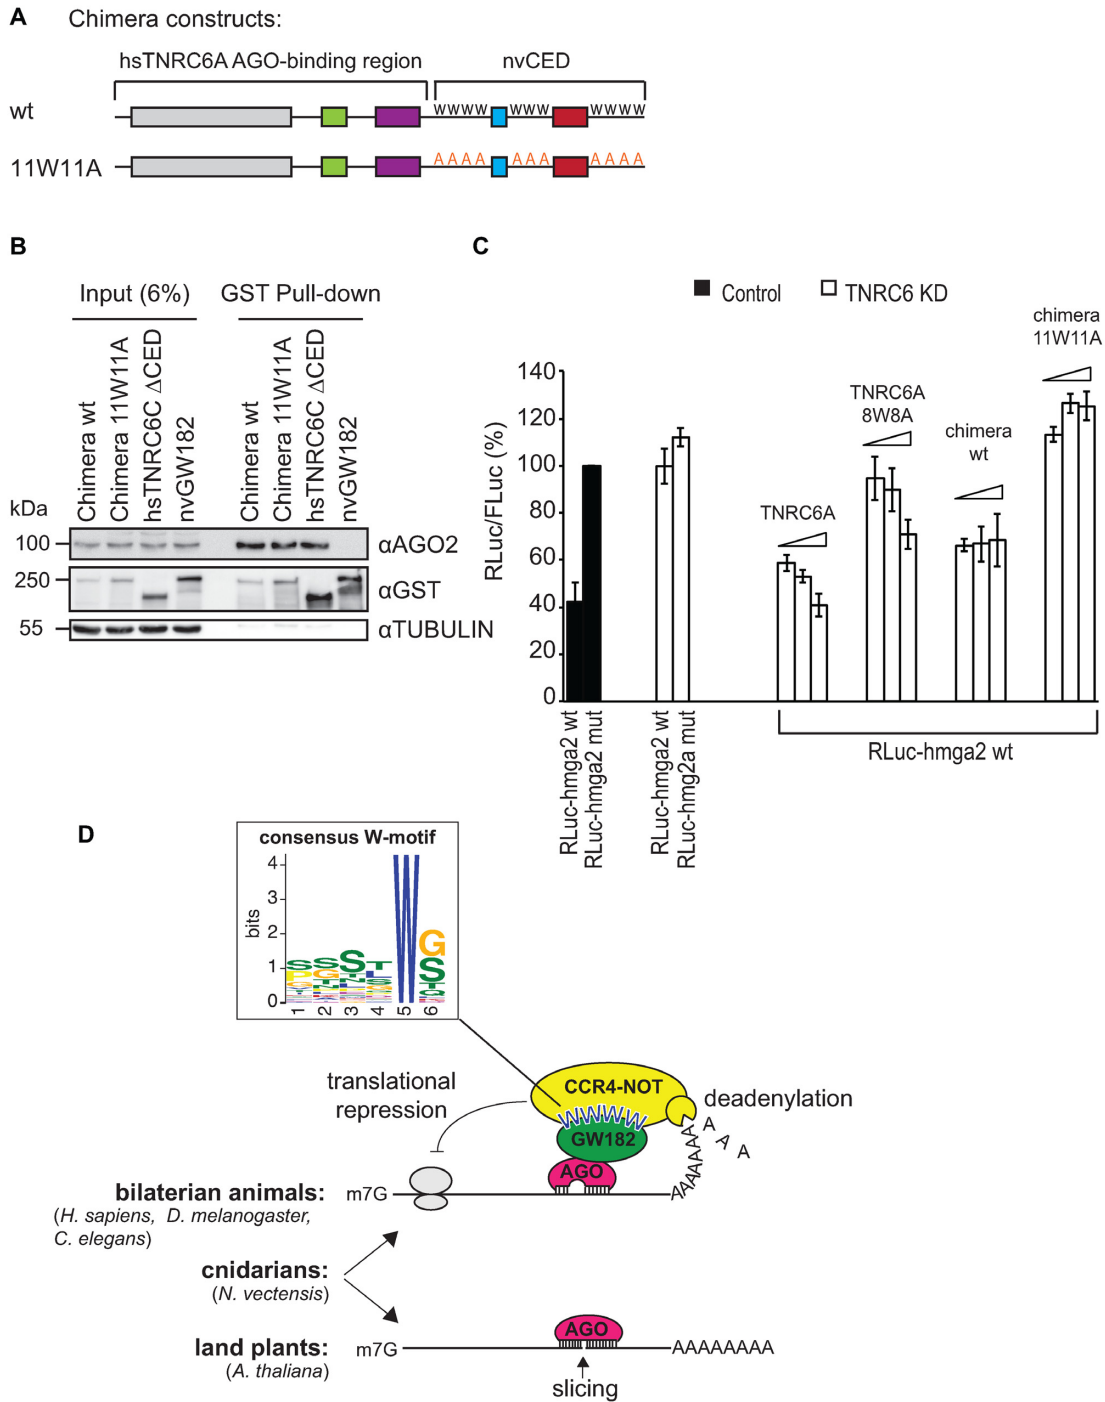 A
Chimera constructs:
hsTNRC6A AGO-binding region
nvCED
wt
WWWW WWW WWWW
11W11A
AAAA AAA AAAA
B
Input (6%)
GST Pull-down
Chimera wt
Chimera 11W11A
hsTNRC6C ΔCED
nvGW182
Chimera wt
Chimera 11W11A
hsTNRC6C ΔCED
nvGW182
kDa
100
αAGO2
250
αGST
55
αTUBULIN
C
Control
TNRC6 KD
RLuc/FLuc (%)
140
120
100
80
60
40
20
0
TNRC6A
TNRC6A
8W8A
chimera
wt
chimera
11W11A
RLuc-hmga2 wt
RLuc-hmga2 mut
RLuc-hmga2 wt
RLuc-hmg2a mut
RLuc-hmga2 wt
D
consensus W-motif
bits
4
3
2
1
0
1 2 3 4 5 6
S S S T W G
P G S
translational
repression
CCR4-NOT
WWWWW
GW182
AGO
deadenylation
A
A
A
AAAAAAA
bilaterian animals:
m7G
(H. sapiens, D. melanogaster,
C. elegans)
cnidarians:
(N. vectensis)
land plants:
(A. thaliana)
m7G
AGO
AAAAAAAA
slicing